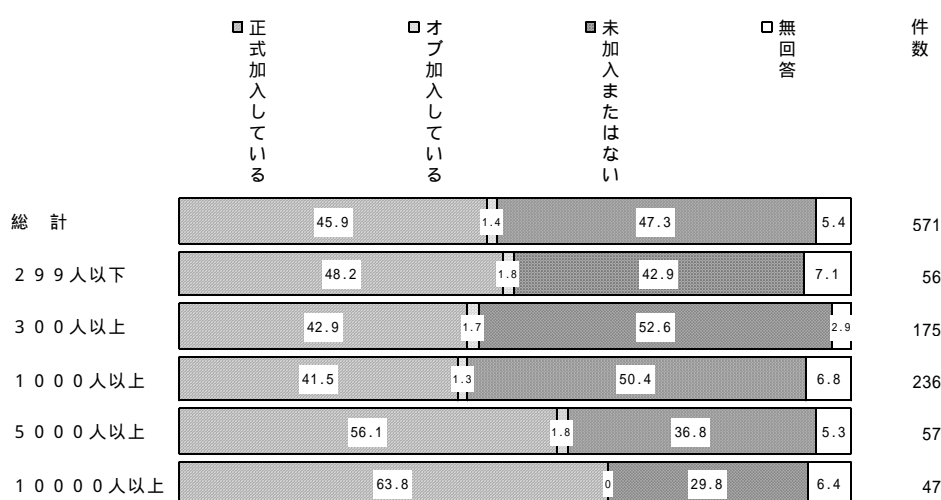 正式加入している
オブ加入している
未加入またはない
無回答
件数
総　計 45.9 1.4 47.3 5.4 571
２９９人以下 48.2 1.8 42.9 7.1 56
３００人以上 42.9 1.7 52.6 2.9 175
１０００人以上 41.5 1.3 50.4 6.8 236
５０００人以上 56.1 1.8 36.8 5.3 57
１００００人以上 63.8 0 29.8 6.4 47